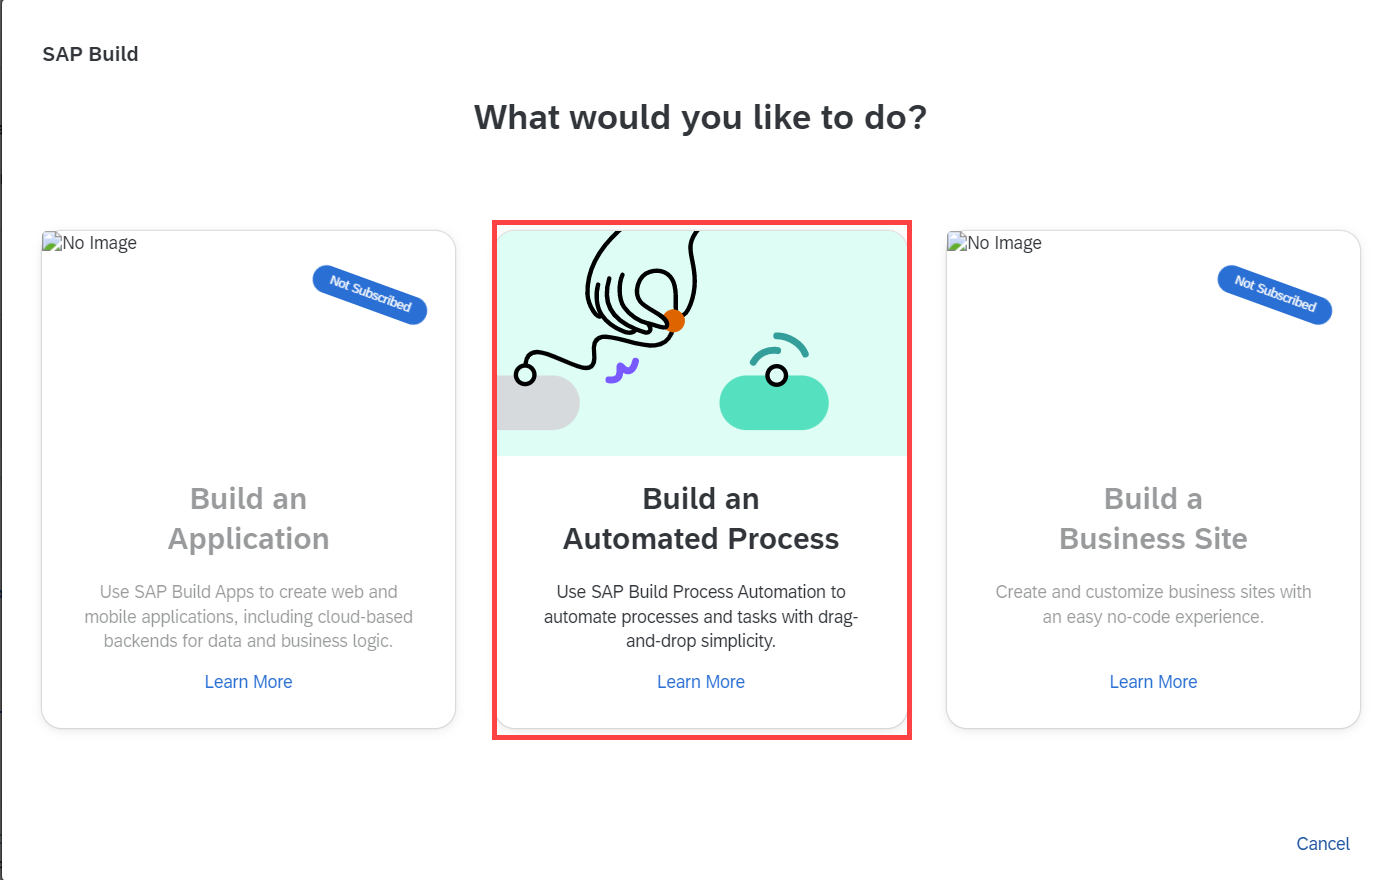 SAP Build
What would you like to do?
No Image
Not Subscribed
Build an
Application
Use SAP Build Apps to create web and
mobile applications, including cloud-based
backends for data and business logic.
Learn More
Build an
Automated Process
Use SAP Build Process Automation to
automate processes and tasks with drag-
and-drop simplicity.
Learn More
No Image
Not Subscribed
Build a
Business Site
Create and customize business sites with
an easy no-code experience.
Learn More
Cancel